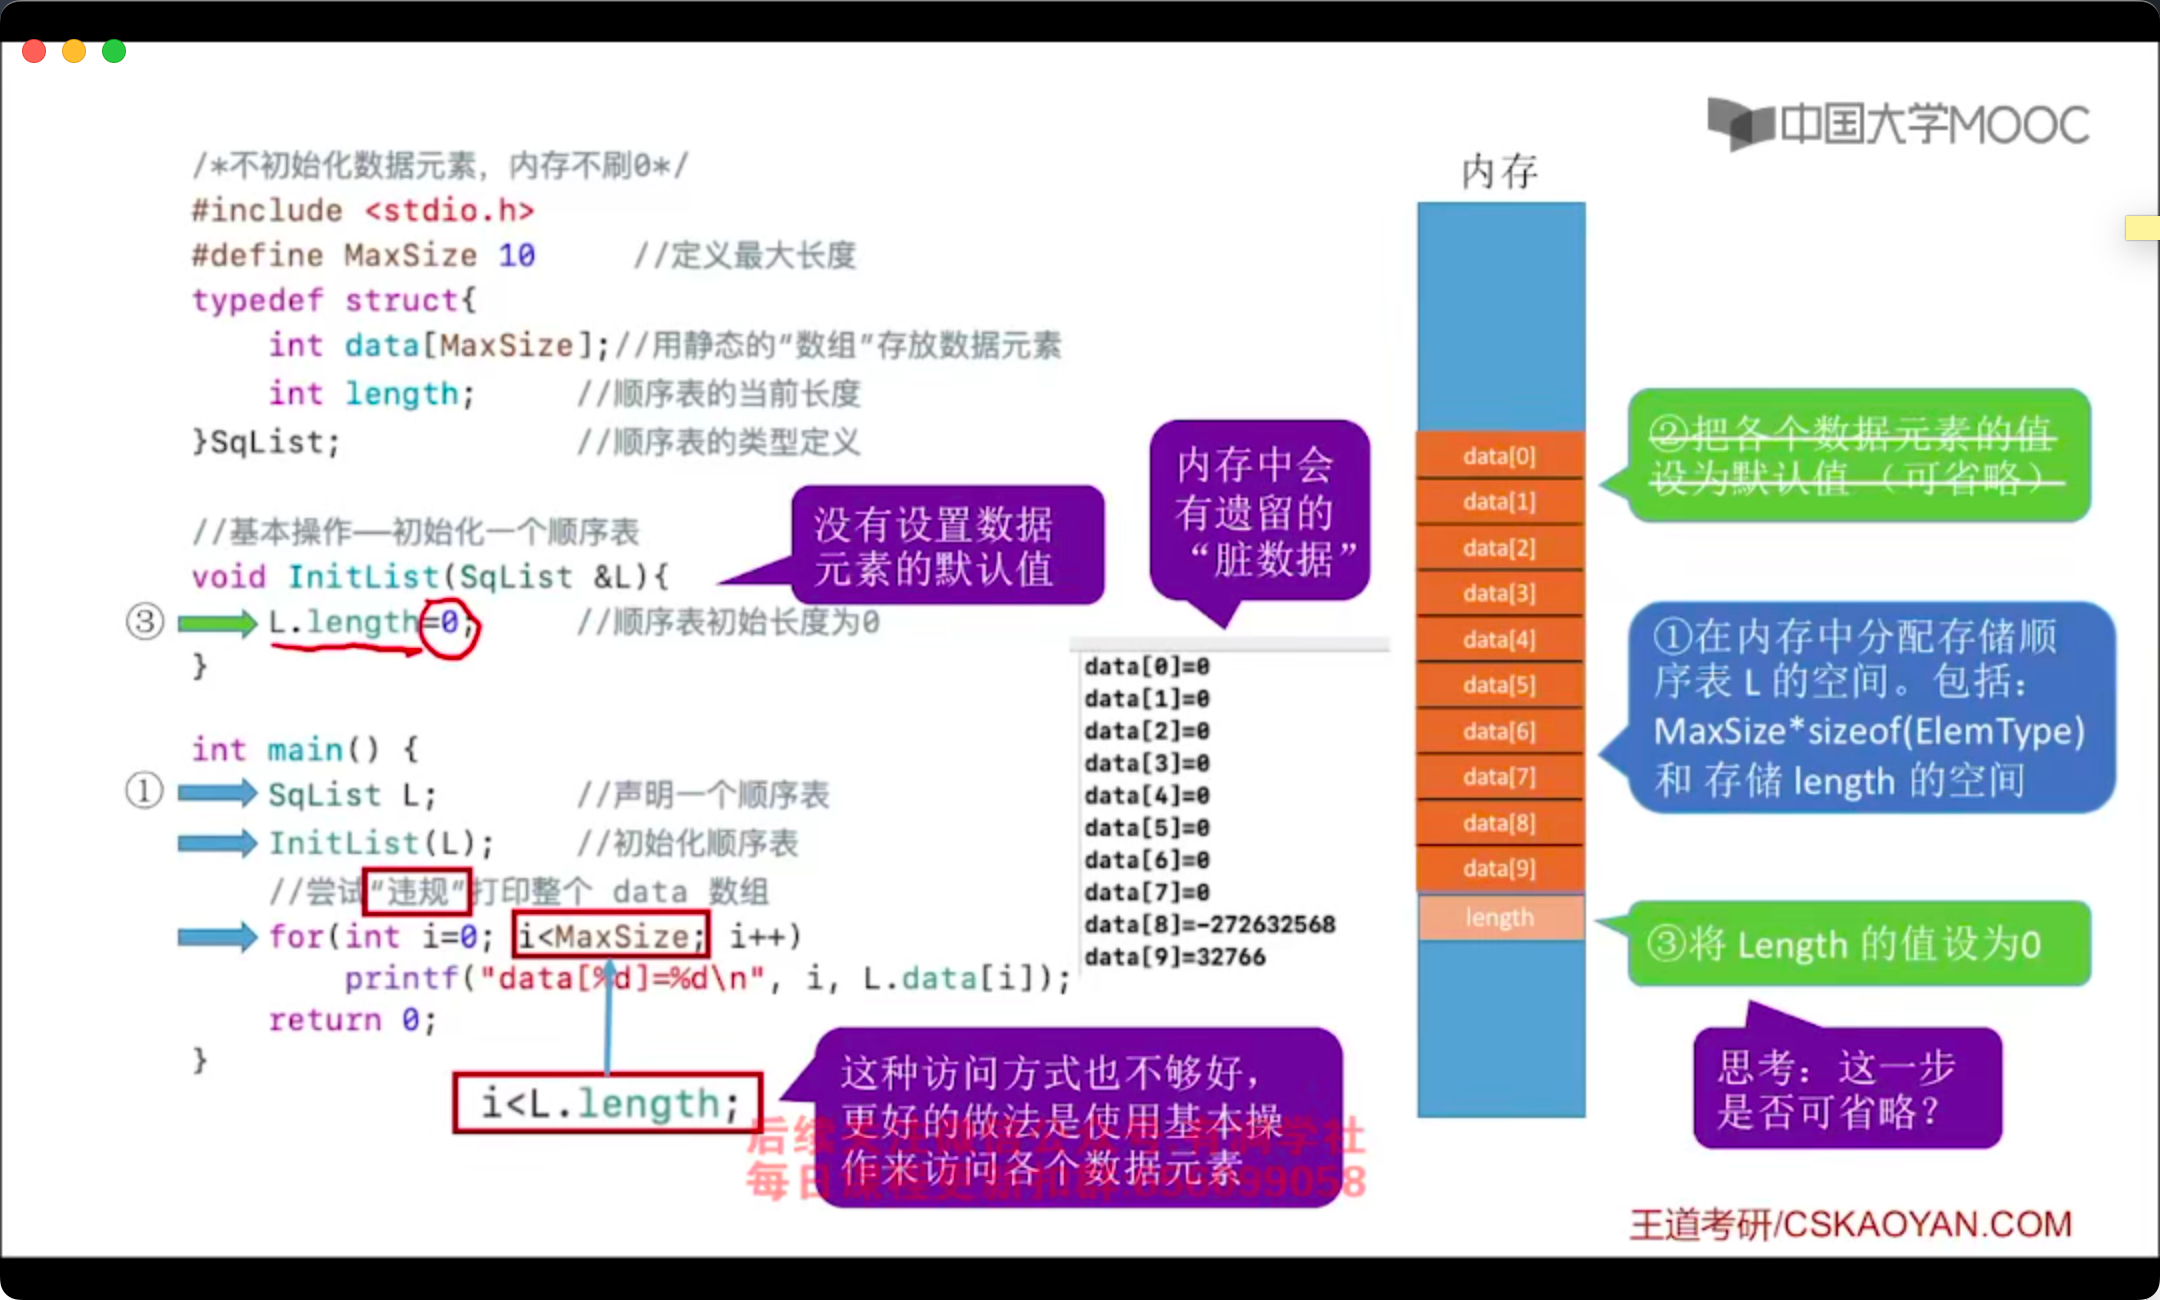 中国大学MOOC
/*不初始化数据元素，内存不刷0*/
#include <stdio.h>
#define MaxSize 10 //定义最大长度
typedef struct{
int data[MaxSize];//用静态的"数组"存放数据元素
int length; //顺序表的当前长度
}SqList; //顺序表的类型定义
//基本操作——初始化一个顺序表
void InitList(SqList &L){
③ L.length=0; //顺序表初始长度为0
}
int main() {
① SqList L; //声明一个顺序表
InitList(L); //初始化顺序表
//尝试"违规"打印整个 data 数组
for(int i=0; i<MaxSize; i++)
printf("data[%d]=%d\n", i, L.data[i]);
return 0;
}
i<L.length;
没有设置数据
元素的默认值
内存中会
有遗留的
“脏数据”
data[0]=0
data[1]=0
data[2]=0
data[3]=0
data[4]=0
data[5]=0
data[6]=0
data[7]=0
data[8]=-272632568
data[9]=32766
这种访问方式也不够好，
更好的做法是使用基本操
作来访问各个数据元素
内存
data[0]
data[1]
data[2]
data[3]
data[4]
data[5]
data[6]
data[7]
data[8]
data[9]
length
②把各个数据元素的值
设为默认值（可省略）
①在内存中分配存储顺
序表 L 的空间。包括：
MaxSize*sizeof(ElemType)
和 存储 length 的空间
③将 Length 的值设为0
思考：这一步
是否可省略？
王道考研/CSKAOYAN.COM